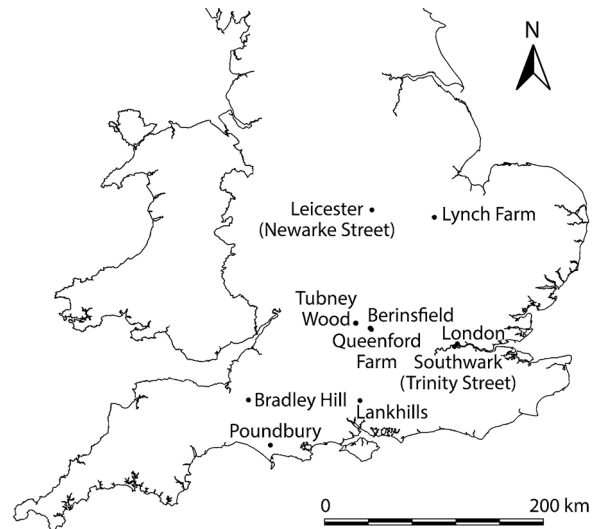 N
Leicester
(Newarke Street)
Lynch Farm
Tubney
Wood
Berinsfield
Queenford
Farm
London
Southwark
(Trinity Street)
Bradley Hill
Lankhills
Poundbury
0 200 km